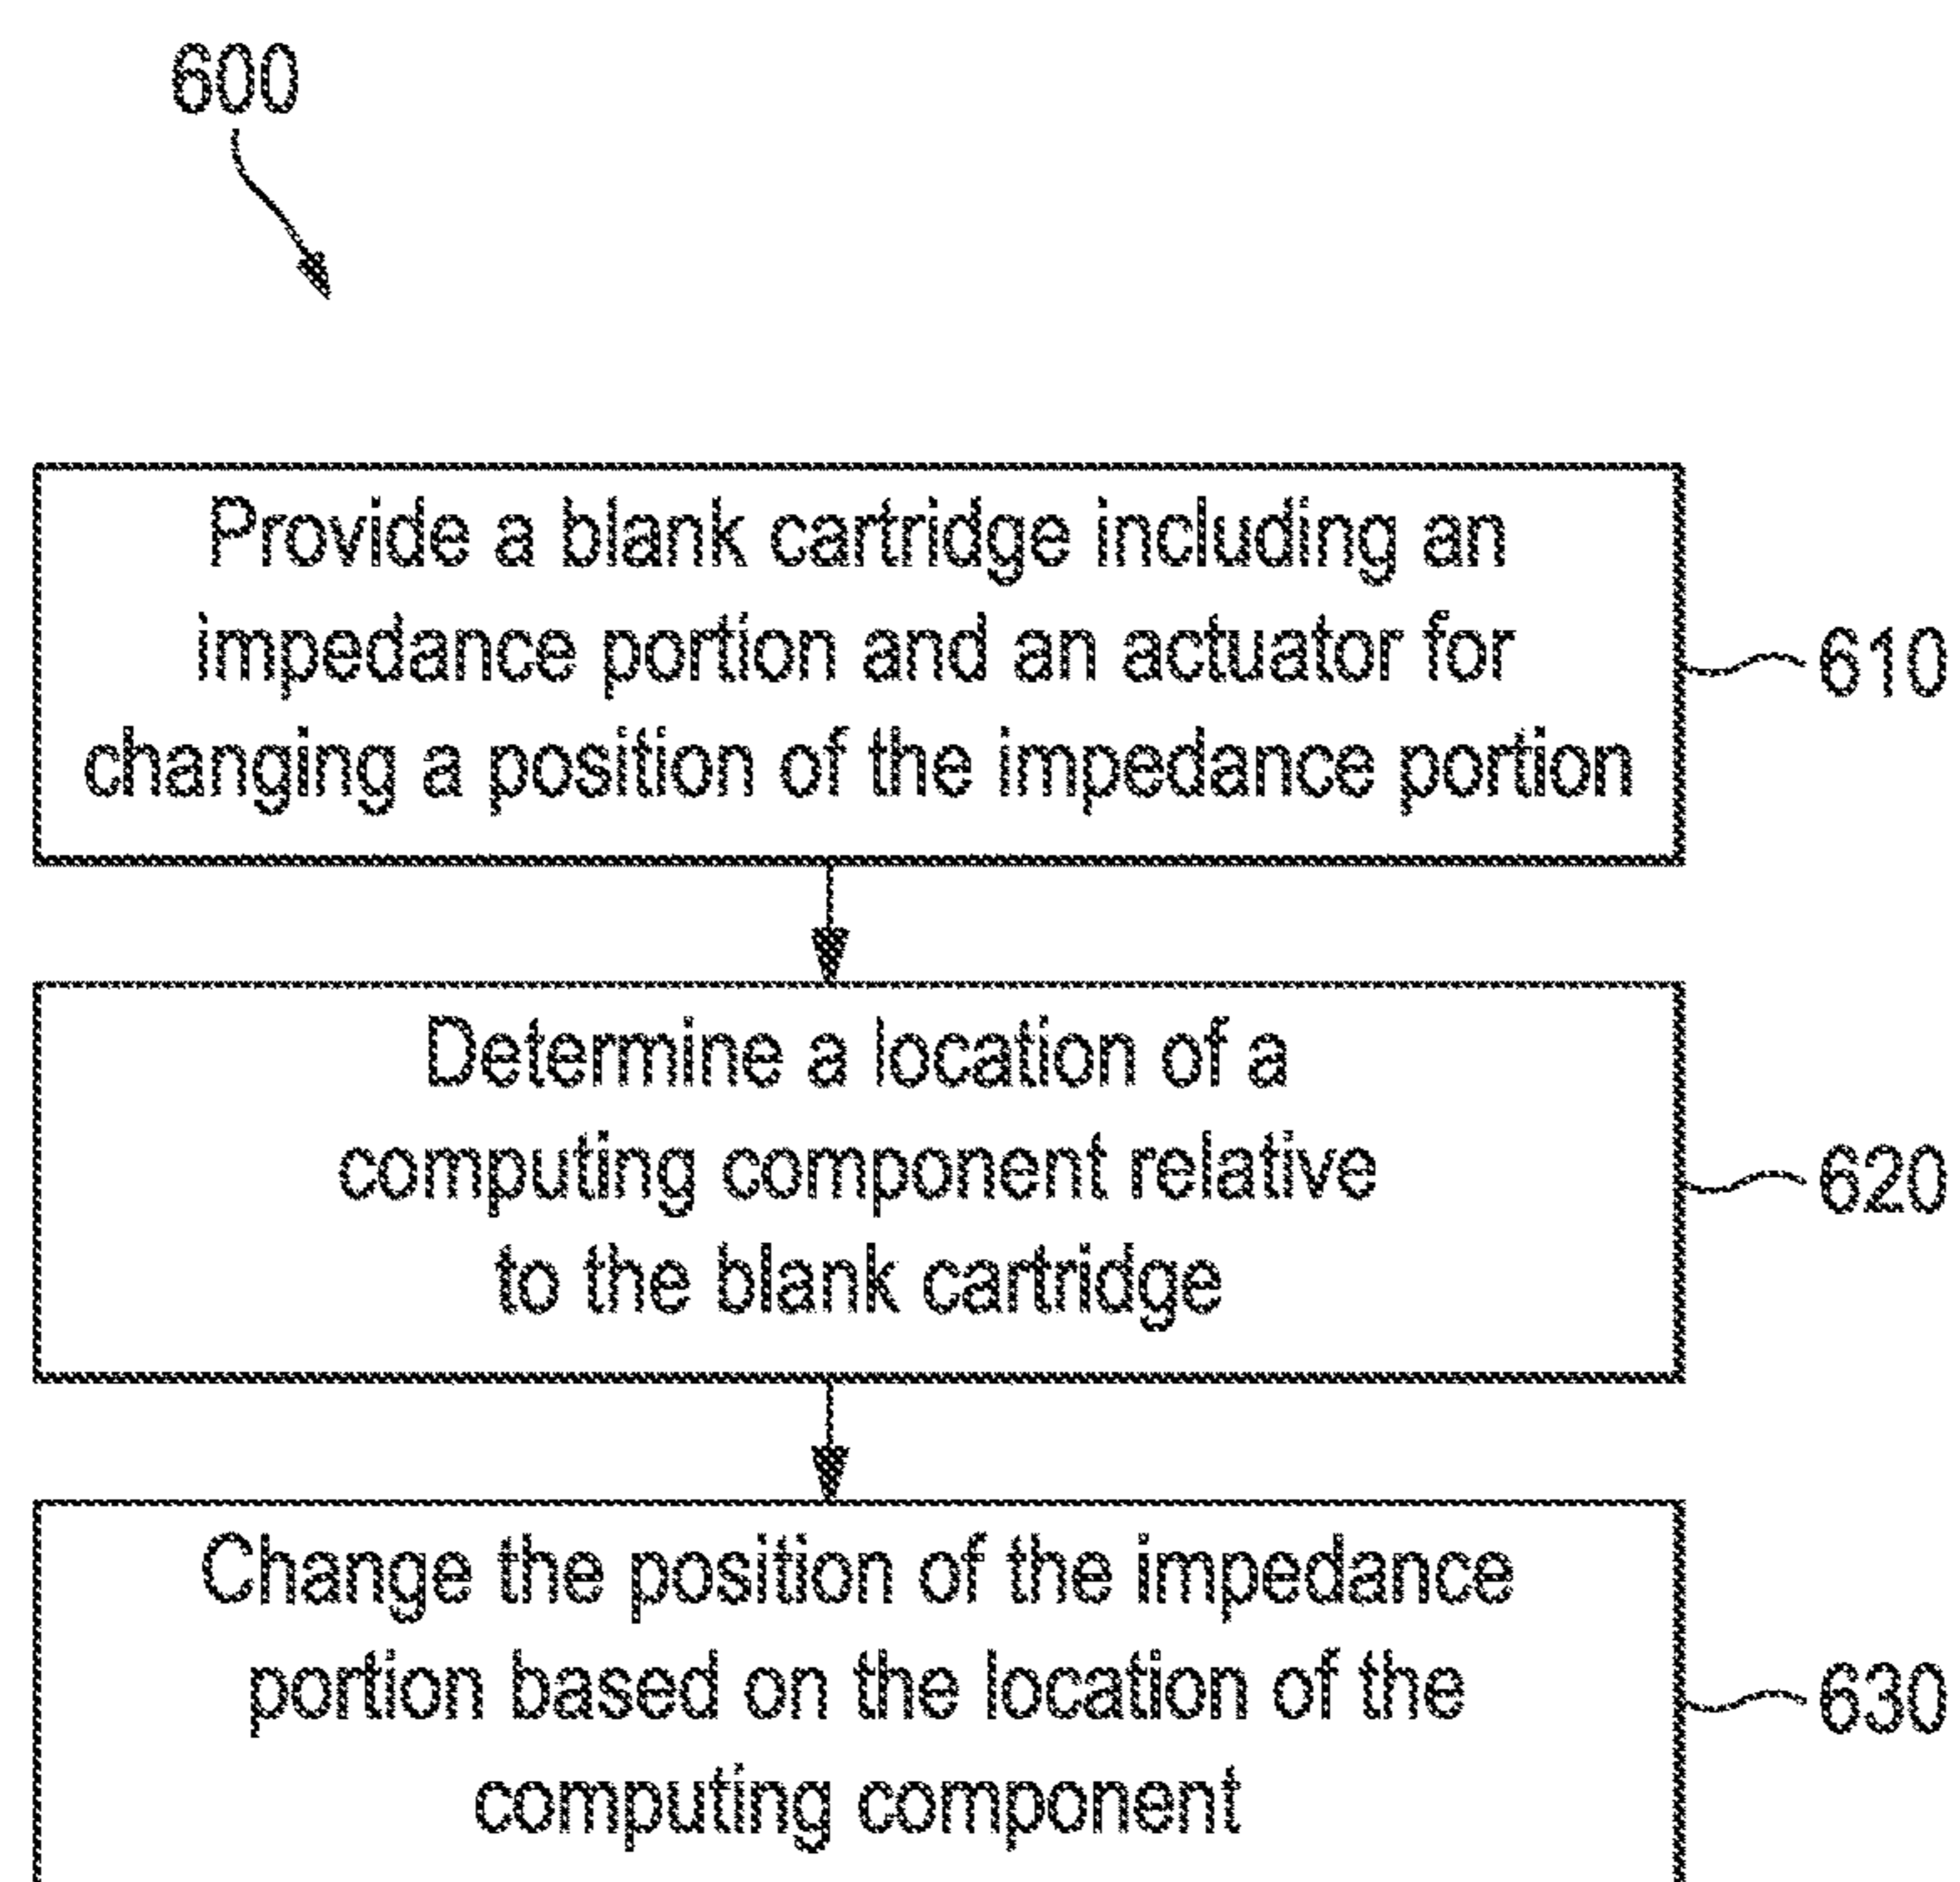 600
Provide a blank cartridge including an
impedance portion and an actuator for
changing a position of the impedance portion
610
Determine a location of a
computing component relative
to the blank cartridge
620
Change the position of the impedance
portion based on the location of the
computing component
630